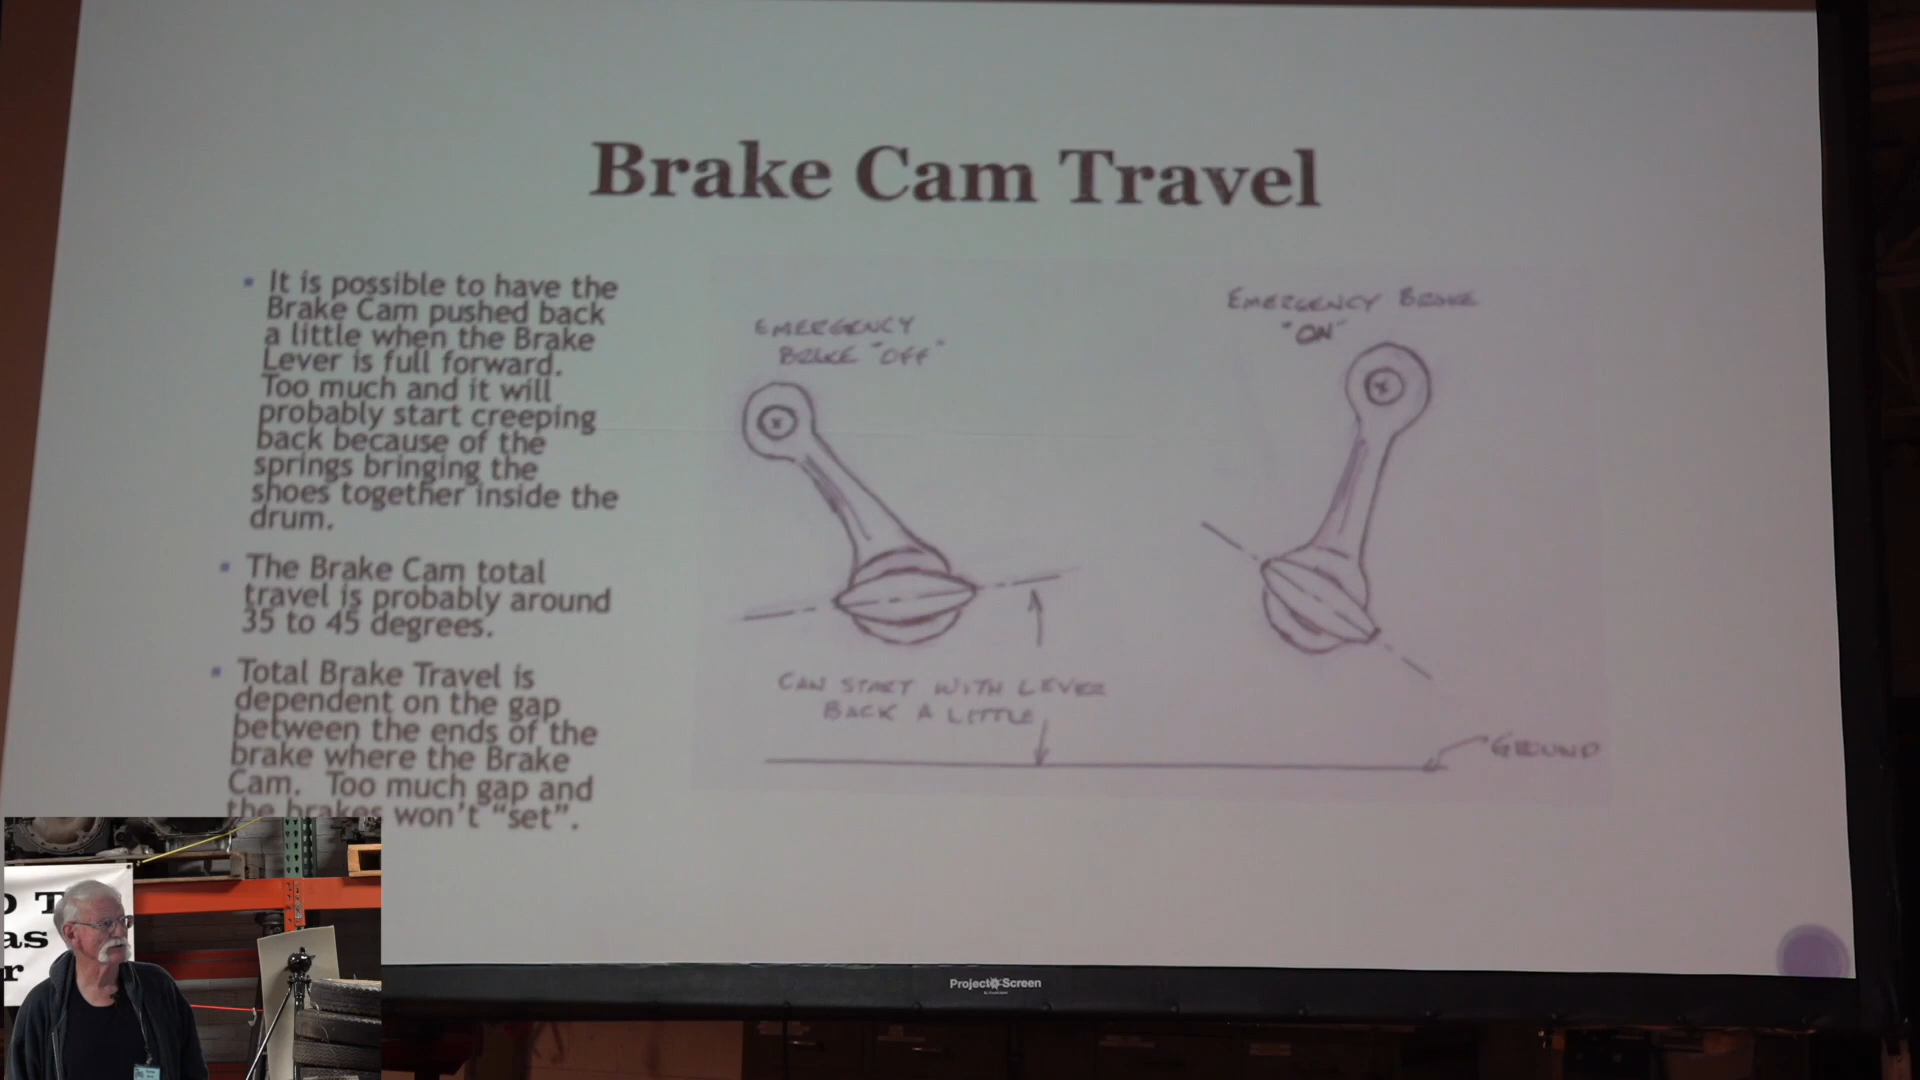 Brake Cam Travel
It is possible to have the
Brake Cam pushed back
a little when the Brake
Lever is full forward.
Too much and it will
probably start creeping
back because of the
springs bringing the
shoes together inside the
drum.
The Brake Cam total
travel is probably around
35 to 45 degrees.
Total Brake Travel is
dependent on the gap
between the ends of the
brake where the Brake
Cam. Too much gap and
the brakes won't "set".
EMERGENCY
BRAKE "OFF"
EMERGENCY BRAKE
"ON"
CAN START WITH LEVER
BACK A LITTLE
GROUND
Project Screen